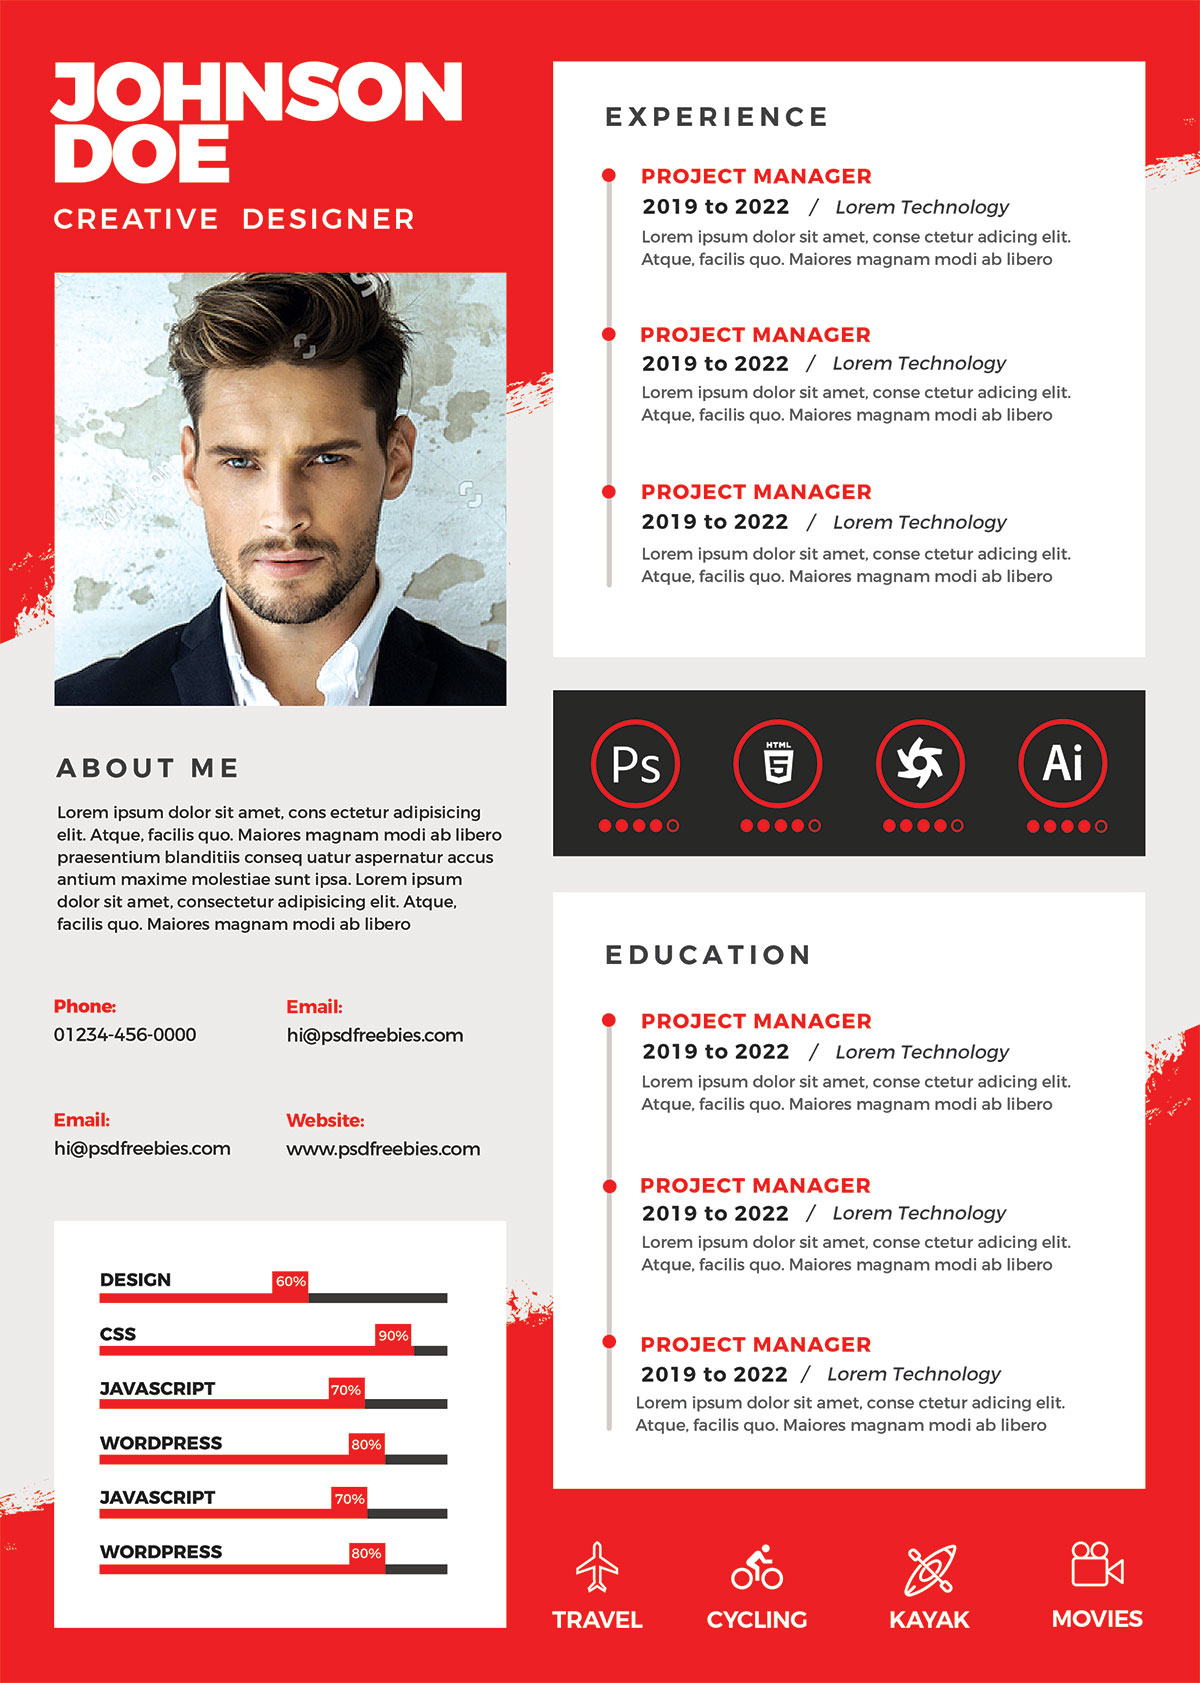 JOHNSON
DOE
CREATIVE DESIGNER
ABOUT ME
Lorem ipsum dolor sit amet, cons ectetur adipisicing
elit. Atque, facilis quo. Maiores magnam modi ab libero
praesentium blanditiis conseq uatur aspernatur accus
antium maxime molestiae sunt ipsa. Lorem ipsum
dolor sit amet, consectetur adipisicing elit. Atque,
facilis quo. Maiores magnam modi ab libero
Phone:
01234-456-0000
Email:
hi@psdfreebies.com
Email:
hi@psdfreebies.com
Website:
www.psdfreebies.com
DESIGN 60%
CSS 90%
JAVASCRIPT 70%
WORDPRESS 80%
JAVASCRIPT 70%
WORDPRESS 80%
EXPERIENCE
PROJECT MANAGER
2019 to 2022 / Lorem Technology
Lorem ipsum dolor sit amet, conse ctetur adicing elit.
Atque, facilis quo. Maiores magnam modi ab libero
PROJECT MANAGER
2019 to 2022 / Lorem Technology
Lorem ipsum dolor sit amet, conse ctetur adicing elit.
Atque, facilis quo. Maiores magnam modi ab libero
PROJECT MANAGER
2019 to 2022 / Lorem Technology
Lorem ipsum dolor sit amet, conse ctetur adicing elit.
Atque, facilis quo. Maiores magnam modi ab libero
Ps HTML 5 Ai
EDUCATION
PROJECT MANAGER
2019 to 2022 / Lorem Technology
Lorem ipsum dolor sit amet, conse ctetur adicing elit.
Atque, facilis quo. Maiores magnam modi ab libero
PROJECT MANAGER
2019 to 2022 / Lorem Technology
Lorem ipsum dolor sit amet, conse ctetur adicing elit.
Atque, facilis quo. Maiores magnam modi ab libero
PROJECT MANAGER
2019 to 2022 / Lorem Technology
Lorem ipsum dolor sit amet, conse ctetur adicing elit.
Atque, facilis quo. Maiores magnam modi ab libero
TRAVEL CYCLING KAYAK MOVIES